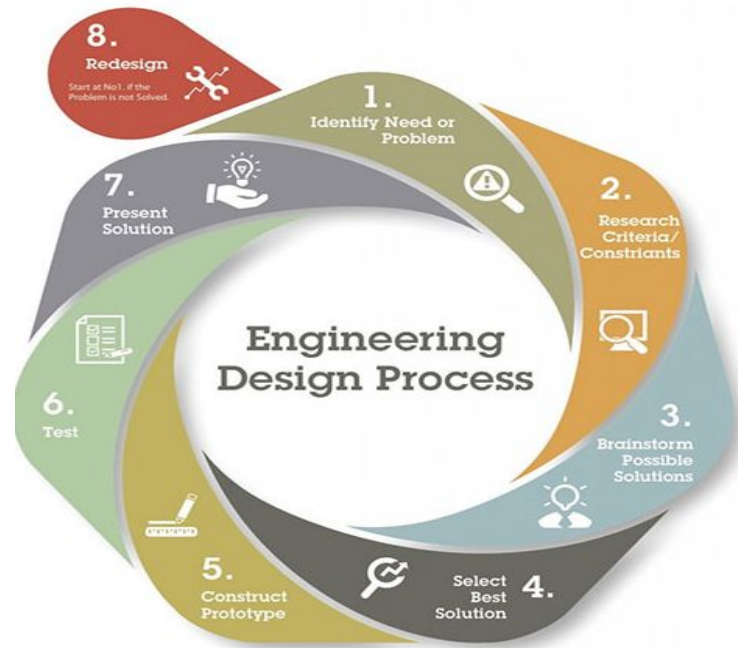 8.
Redesign
Start at No1. if the
Problem is not Solved.
1.
Identify Need or
Problem
2.
Research
Criteria/
Constriants
3.
Brainstorm
Possible
Solutions
Select
Best
Solution
4.
5.
Construct
Prototype
6.
Test
7.
Present
Solution
Engineering
Design Process